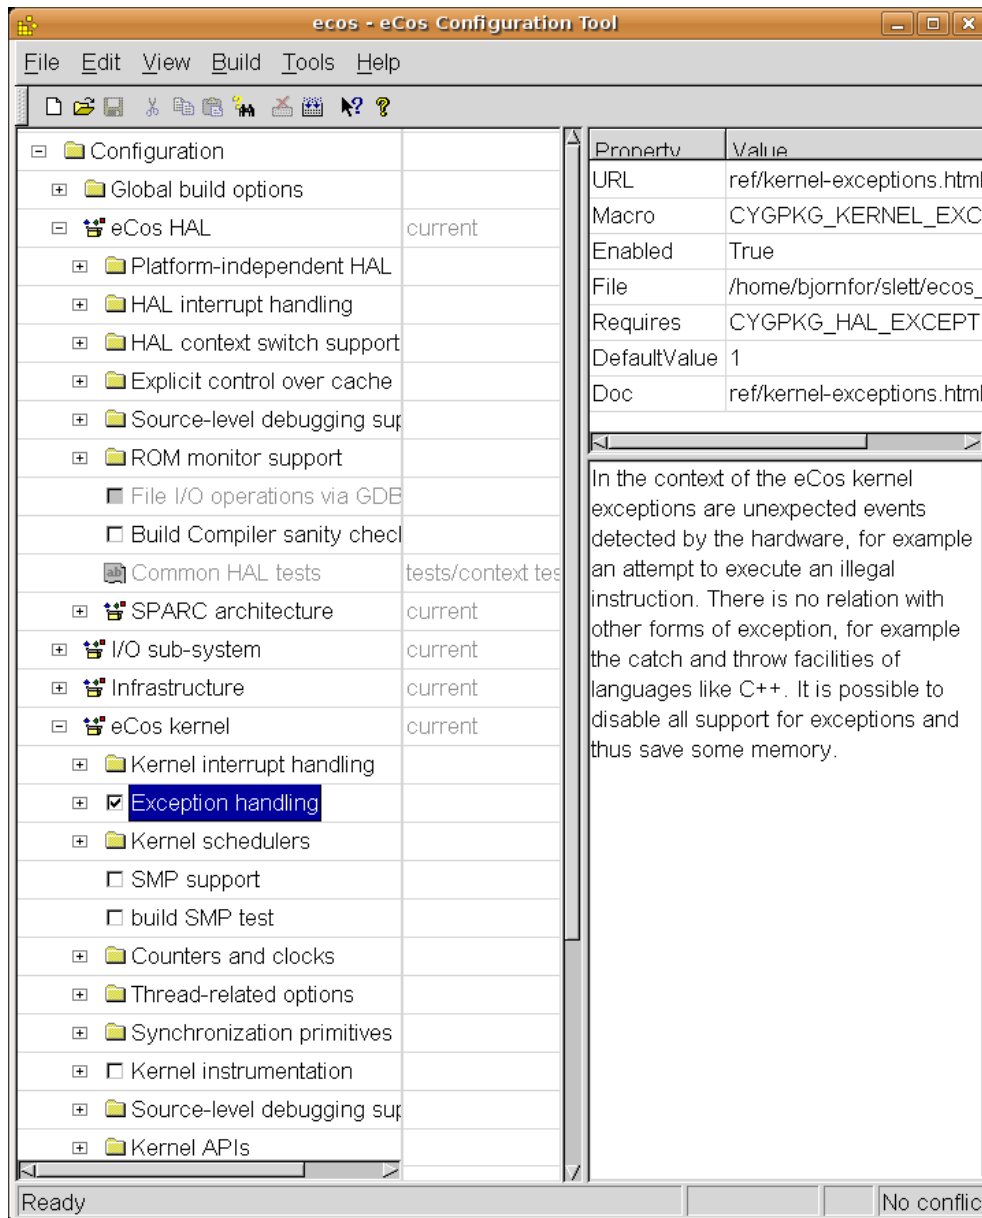 ecos - eCos Configuration Tool
File Edit View Build Tools Help
Configuration
Global build options
eCos HAL current
Platform-independent HAL
HAL interrupt handling
HAL context switch support
Explicit control over cache
Source-level debugging sup
ROM monitor support
File I/O operations via GDB
Build Compiler sanity check
ab Common HAL tests tests/context tes
SPARC architecture current
I/O sub-system current
Infrastructure current
eCos kernel current
Kernel interrupt handling
Exception handling
Kernel schedulers
SMP support
build SMP test
Counters and clocks
Thread-related options
Synchronization primitives
Kernel instrumentation
Source-level debugging sup
Kernel APIs
Property Value
URL ref/kernel-exceptions.html
Macro CYGPKG_KERNEL_EXC
Enabled True
File /home/bjornfor/slett/ecos_
Requires CYGPKG_HAL_EXCEPT
DefaultValue 1
Doc ref/kernel-exceptions.html
In the context of the eCos kernel
exceptions are unexpected events
detected by the hardware, for example
an attempt to execute an illegal
instruction. There is no relation with
other forms of exception, for example
the catch and throw facilities of
languages like C++. It is possible to
disable all support for exceptions and
thus save some memory.
Ready No conflic